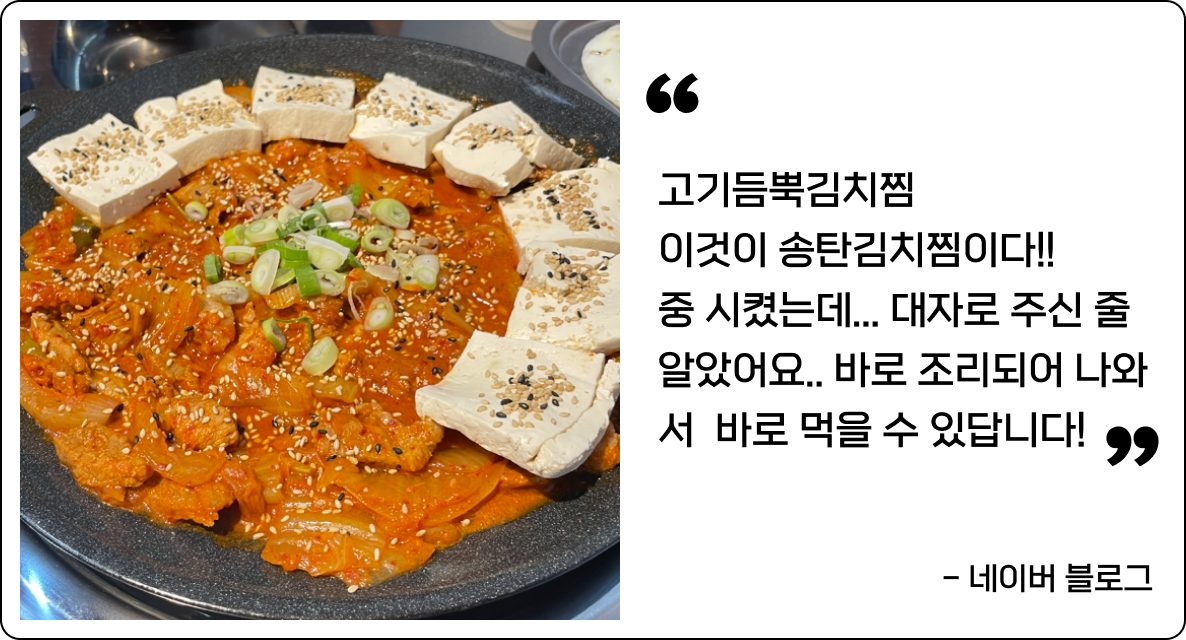 “
고기듬뿍김치찜
이것이 송탄김치찜이다!!
중 시켰는데... 대자로 주신 줄
알았어요.. 바로 조리되어 나와
서  바로 먹을 수 있답니다! ”
- 네이버 블로그